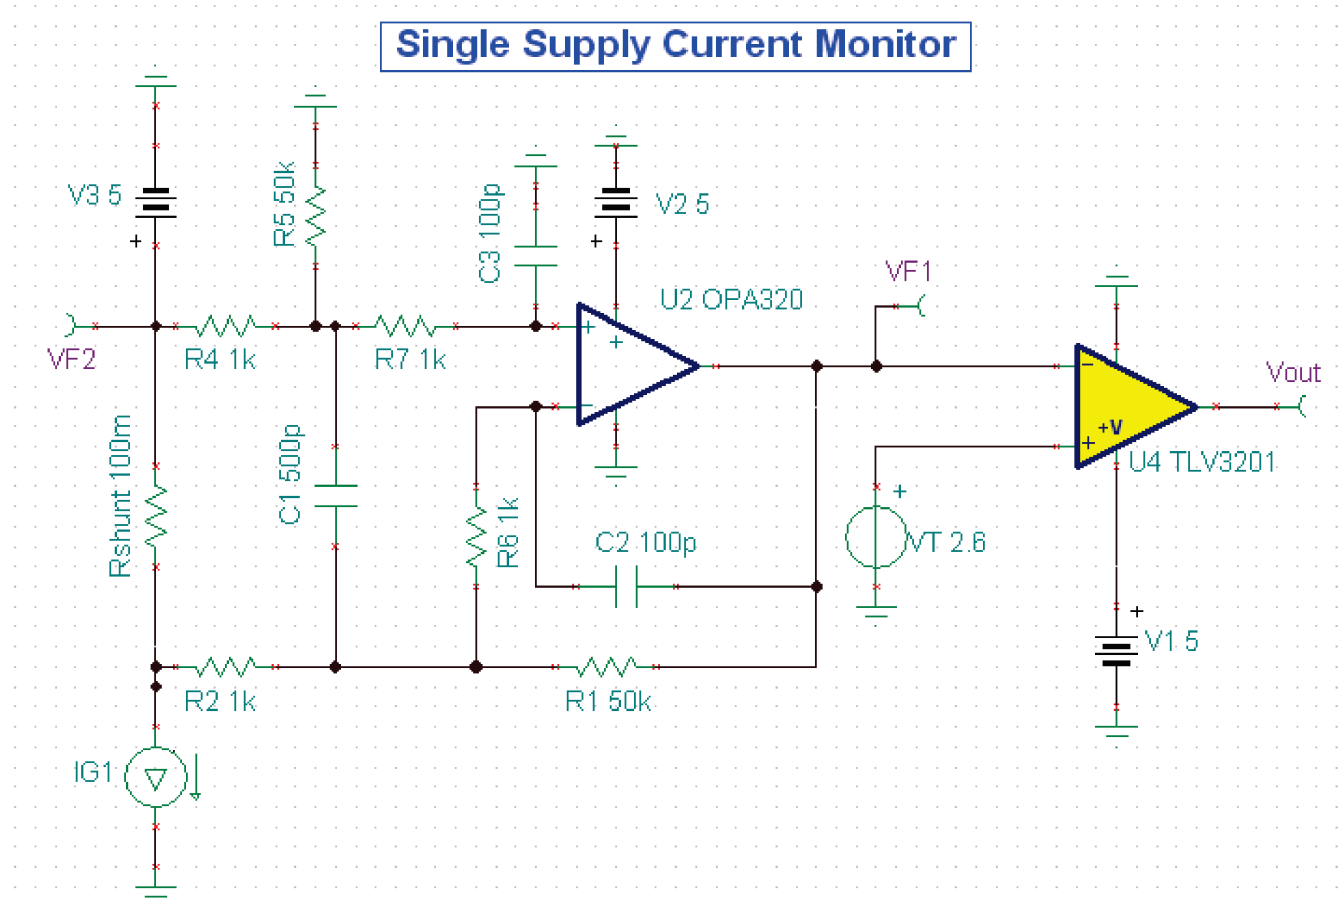 Single Supply Current Monitor
V3 5
R5 50k
C3 100p
V2 5
+
+
U2 OPA320
VF1
VF2
R4 1k
R7 1k
+
+
−
−
Vout
+V
+
U4 TLV3201
Rshunt 100m
C1 500p
R6 1k
C2 100p
+
VT 2.6
+
V1 5
R2 1k
R1 50k
IG1